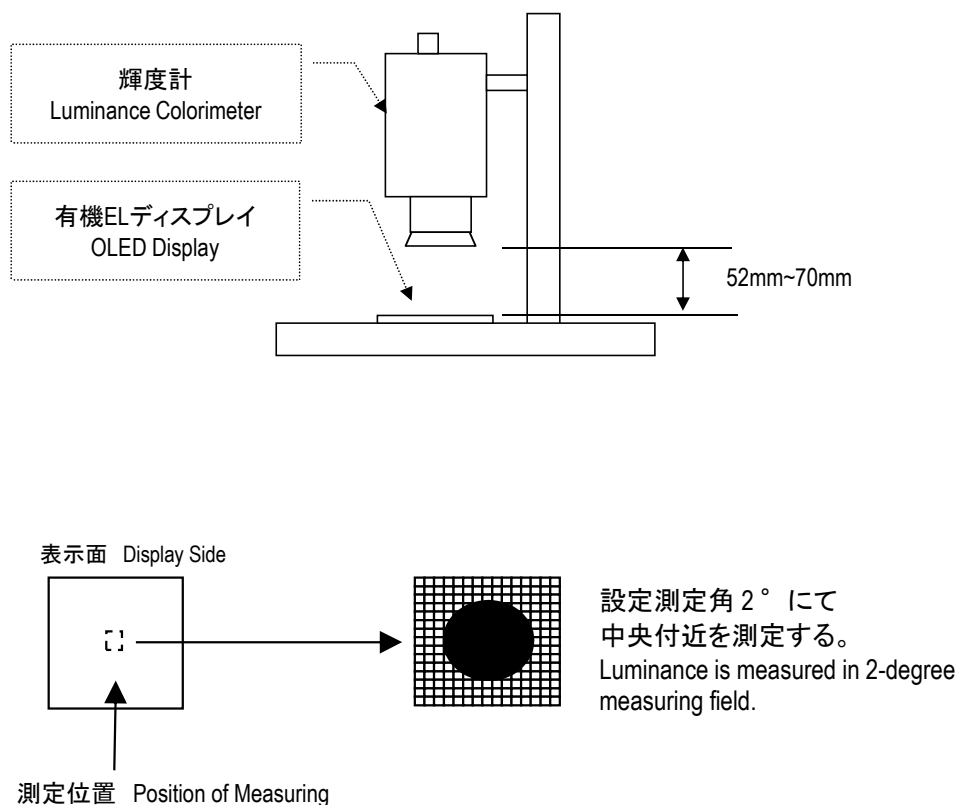 輝度計
Luminance Colorimeter
有機ELディスプレイ
OLED Display
52mm~70mm
表示面 Display Side
設定測定角2°にて
中央付近を測定する。
Luminance is measured in 2-degree
measuring field.
測定位置 Position of Measuring